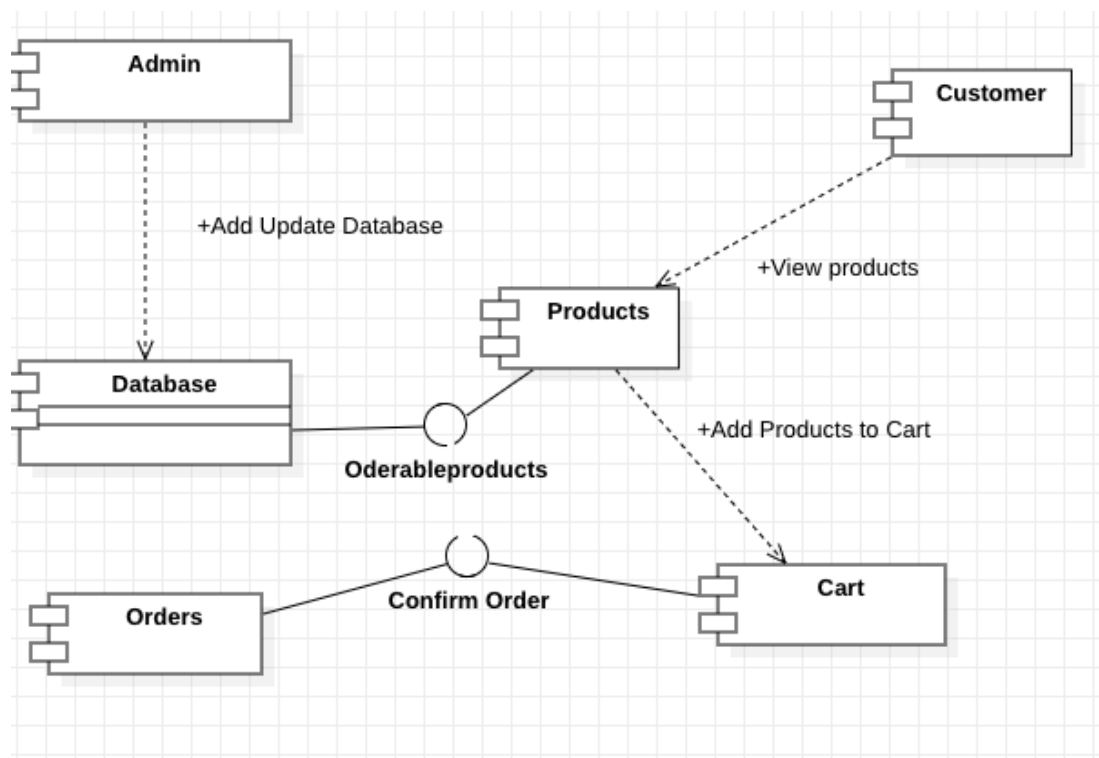 Admin
Customer
+Add Update Database
+View products
Products
Database
+Add Products to Cart
Oderableproducts
Confirm Order
Cart
Orders